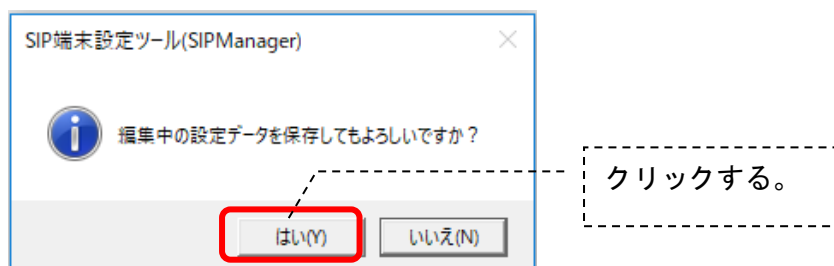 SIP端末設定ツール(SIPManager)
編集中の設定データを保存してもよろしいですか？
クリックする。
はい(Y)
いいえ(N)